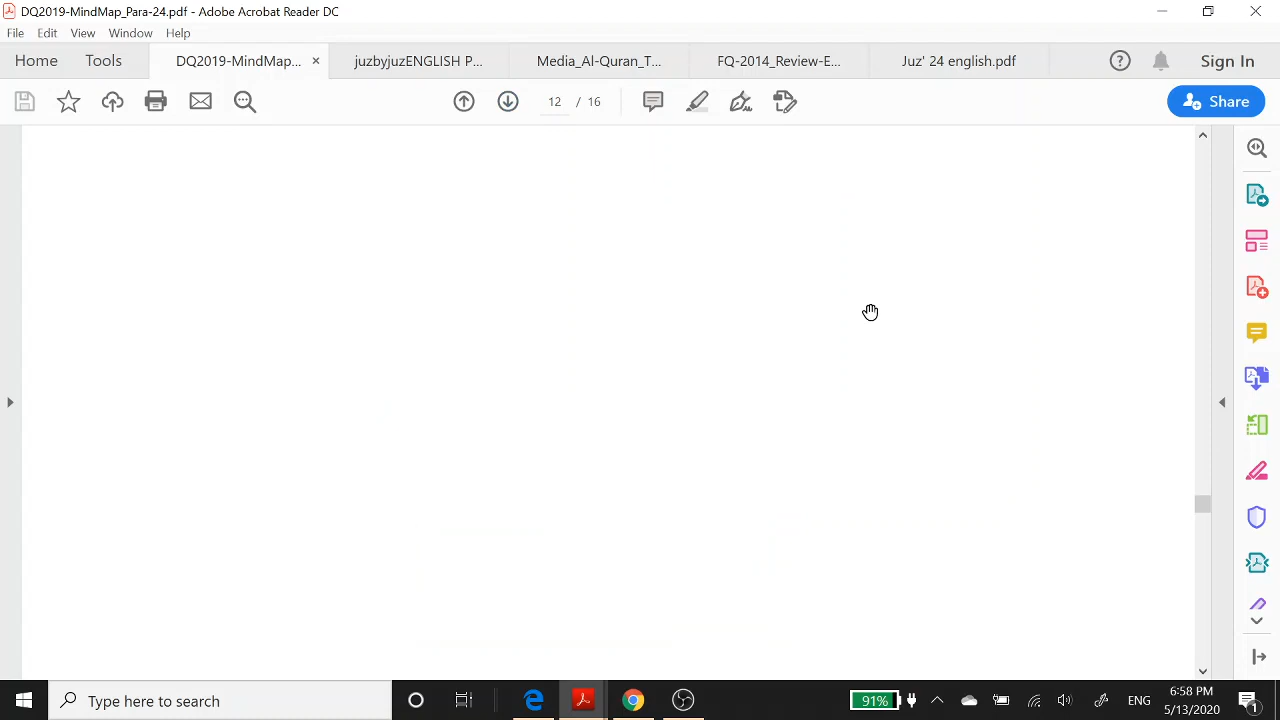 DQ2019-MindMap_Para-24.pdf - Adobe Acrobat Reader DC
File Edit View Window Help
Home Tools DQ2019-MindMap... × juzbyjuzENGLISH P... Media_Al-Quran_T... FQ-2014_Review-E... Juz' 24 english.pdf Sign In
12 / 16 Share
Type here to search 91% ENG 6:58 PM
5/13/2020 1